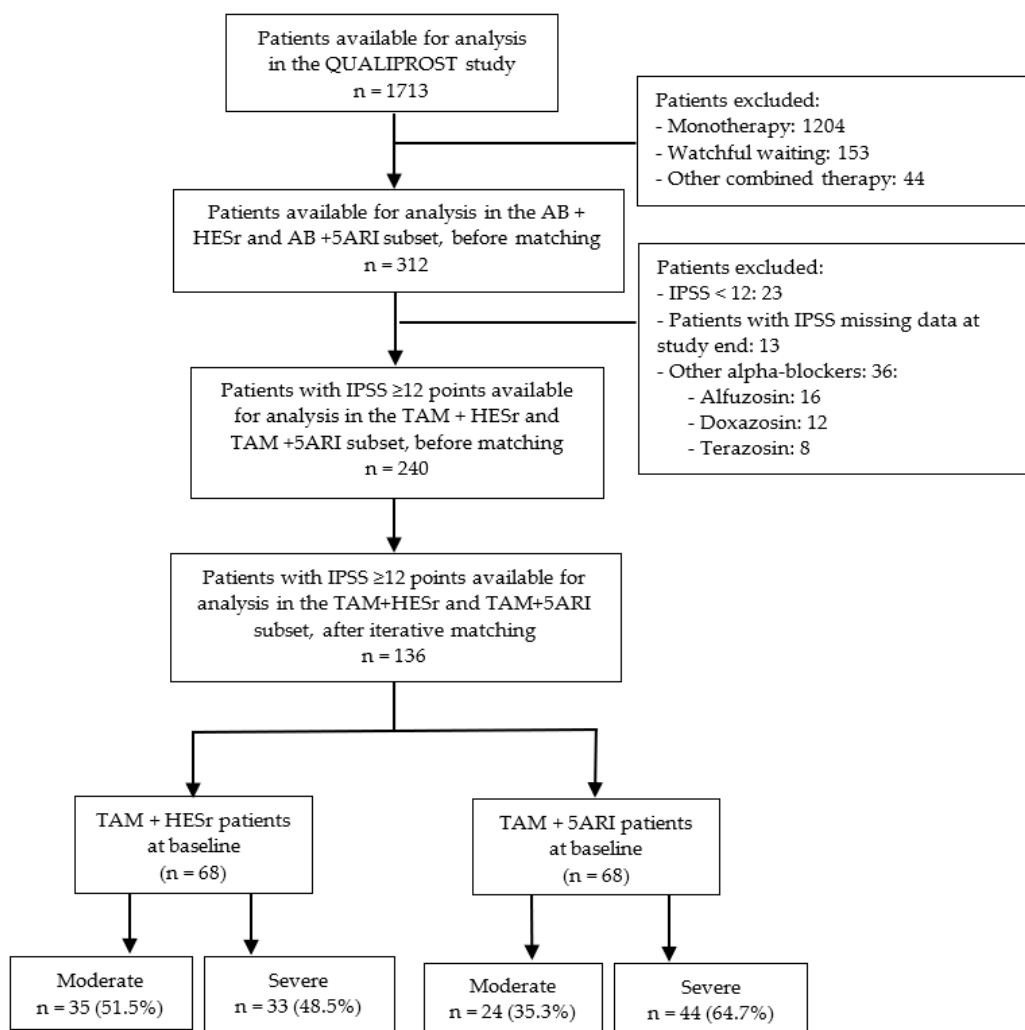 Patients available for analysis
in the QUALIPROST study
n = 1713
Patients excluded:
- Monotherapy: 1204
- Watchful waiting: 153
- Other combined therapy: 44
Patients available for analysis in the AB +
HESr and AB +5ARI subset, before matching
n = 312
Patients excluded:
- IPSS < 12: 23
- Patients with IPSS missing data at
study end: 13
- Other alpha-blockers: 36:
- Alfuzosin: 16
- Doxazosin: 12
- Terazosin: 8
Patients with IPSS ≥12 points available
for analysis in the TAM + HESr and
TAM +5ARI subset, before matching
n = 240
Patients with IPSS ≥12 points available for
analysis in the TAM+HESr and TAM+5ARI
subset, after iterative matching
n = 136
TAM + HESr patients
at baseline
(n = 68)
TAM + 5ARI patients
at baseline
(n = 68)
Moderate
n = 35 (51.5%)
Severe
n = 33 (48.5%)
Moderate
n = 24 (35.3%)
Severe
n = 44 (64.7%)